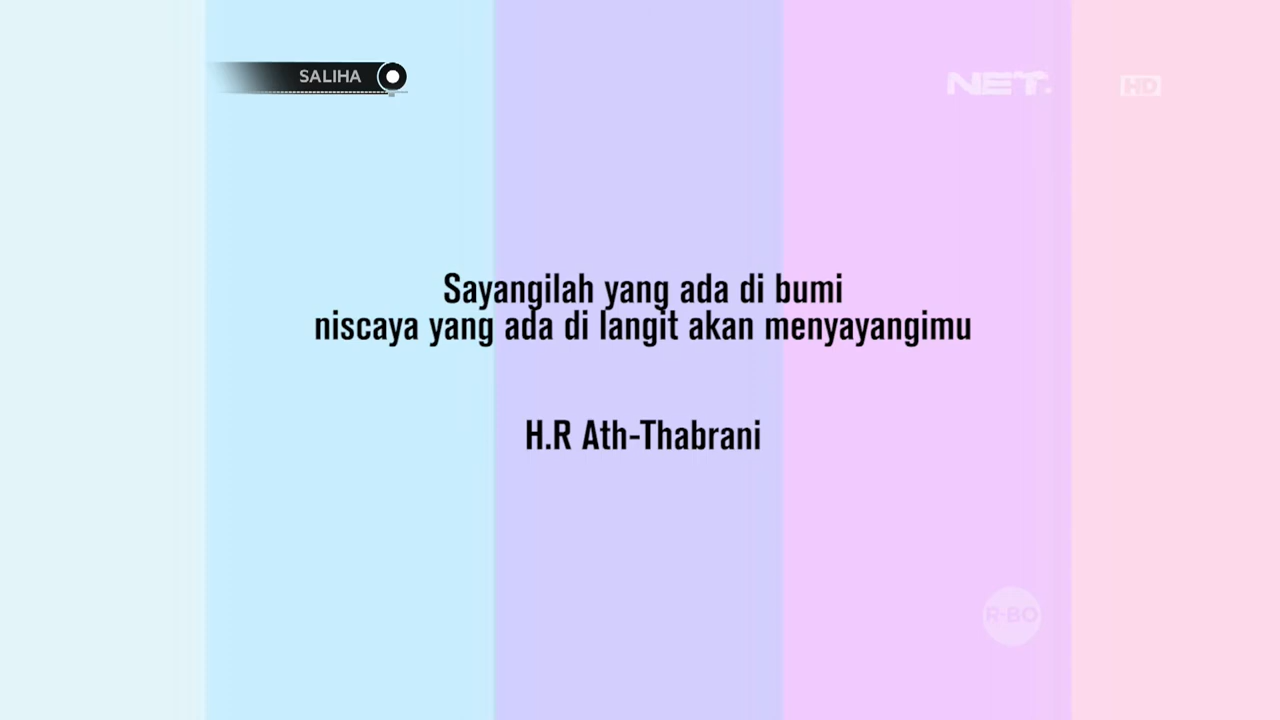 SALIHA
NET.
HD
Sayangilah yang ada di bumi
niscaya yang ada di langit akan menyayangimu
H.R Ath-Thabrani
R-BO